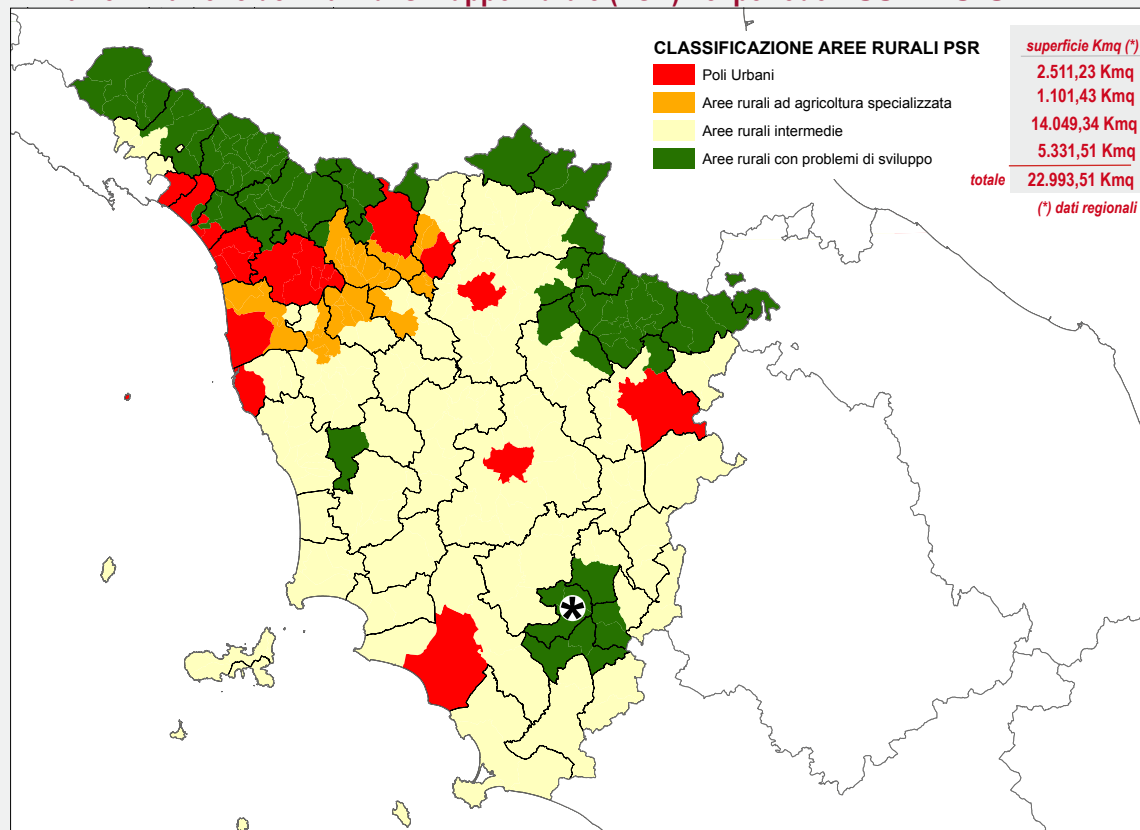 CLASSIFICAZIONE AREE RURALI PSR
superficie Kmq (*)
Poli Urbani
2.511,23 Kmq
Aree rurali ad agricoltura specializzata
1.101,43 Kmq
Aree rurali intermedie
14.049,34 Kmq
Aree rurali con problemi di sviluppo
5.331,51 Kmq
totale 22.993,51 Kmq
(*) dati regionali
*